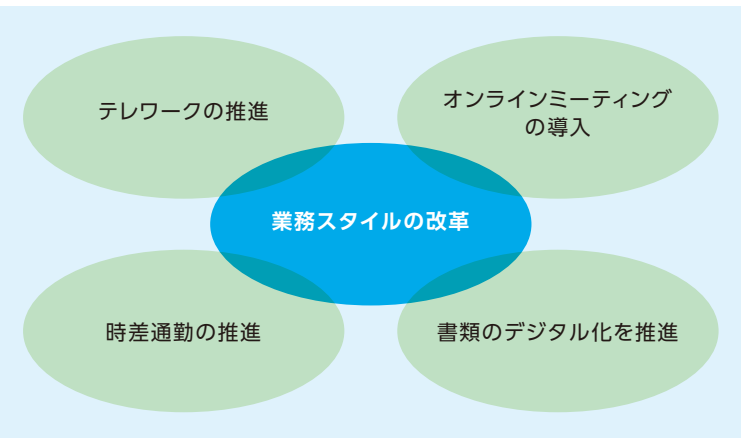 テレワークの推進
オンラインミーティング
の導入
業務スタイルの改革
時差通勤の推進
書類のデジタル化を推進